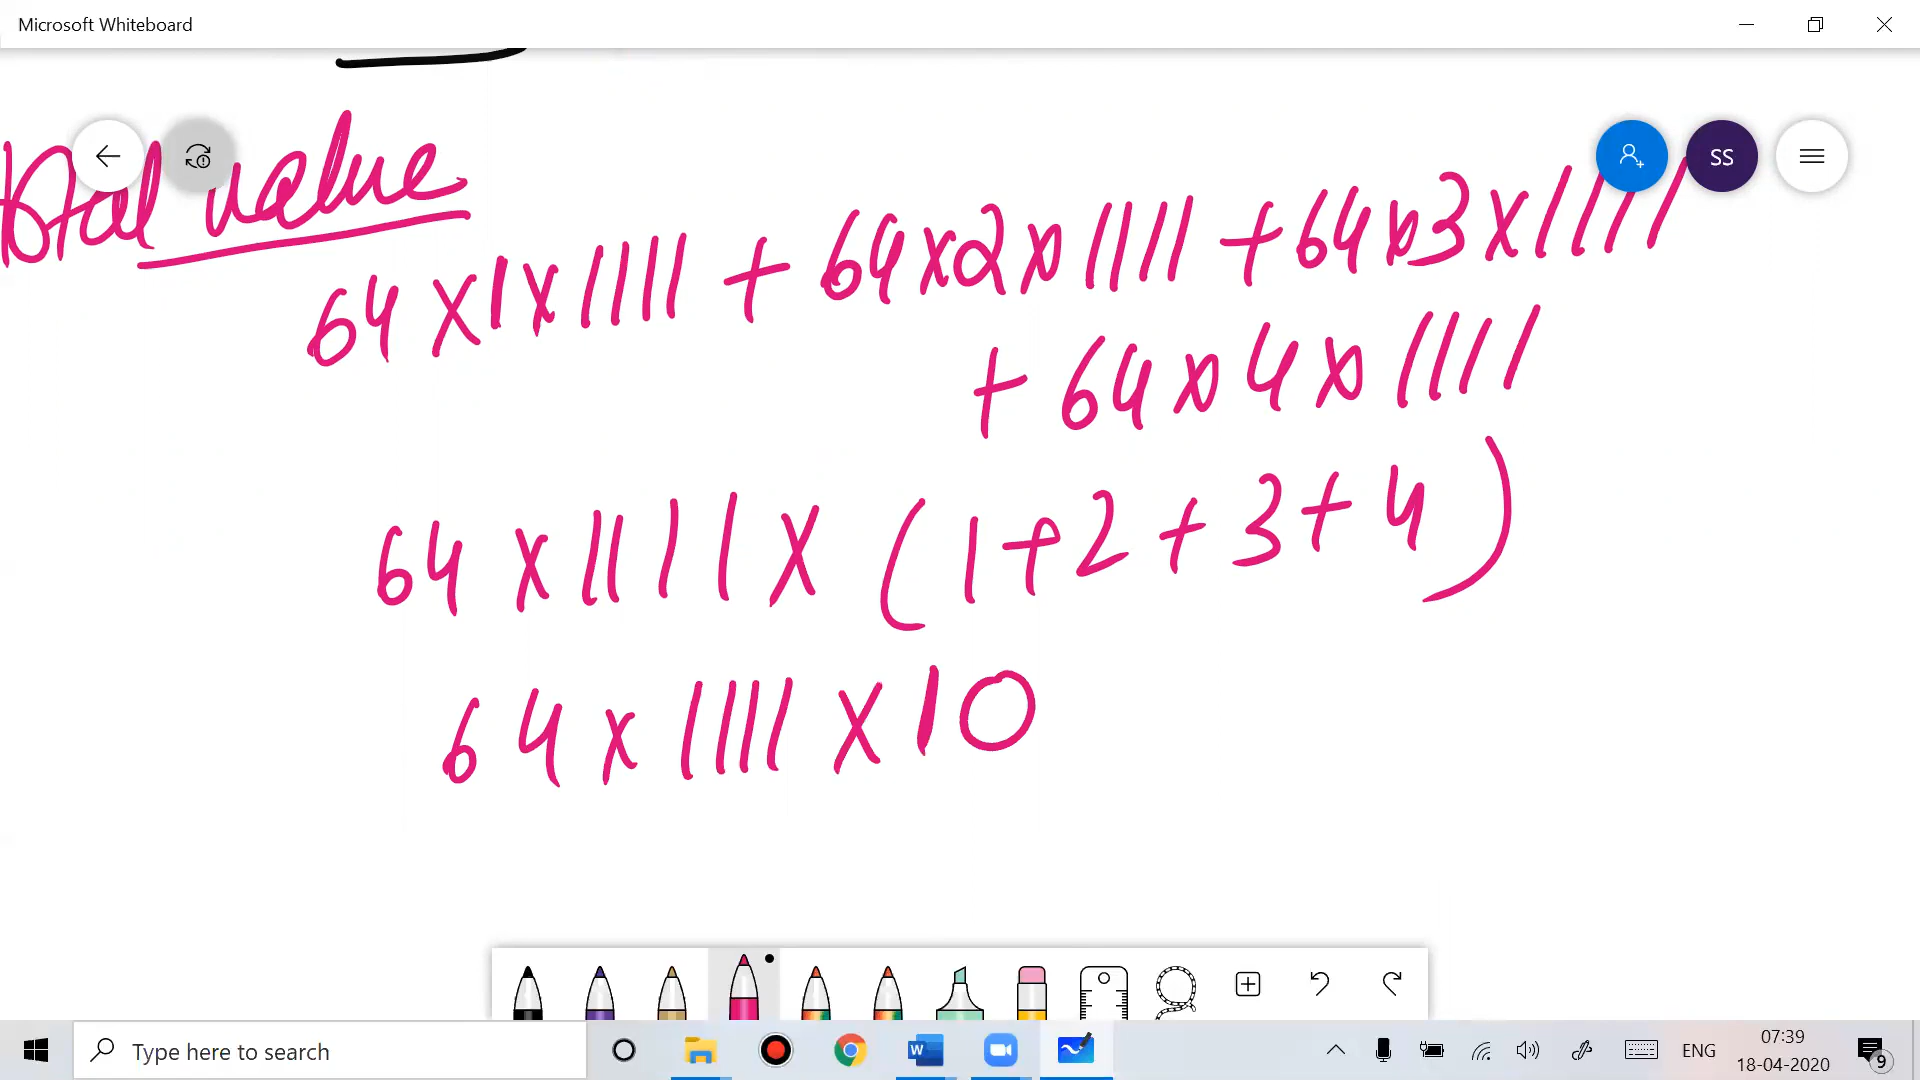 Microsoft Whiteboard
value
SS
64 x 1 x 1111 + 64 x 2 x 1111 + 64 x 3 x 1111
+ 64 x 4 x 1111
64 x 1111 x (1+2+3+4)
64 x 1111 x 10
Type here to search
W
ENG
07:39
18-04-2020
9